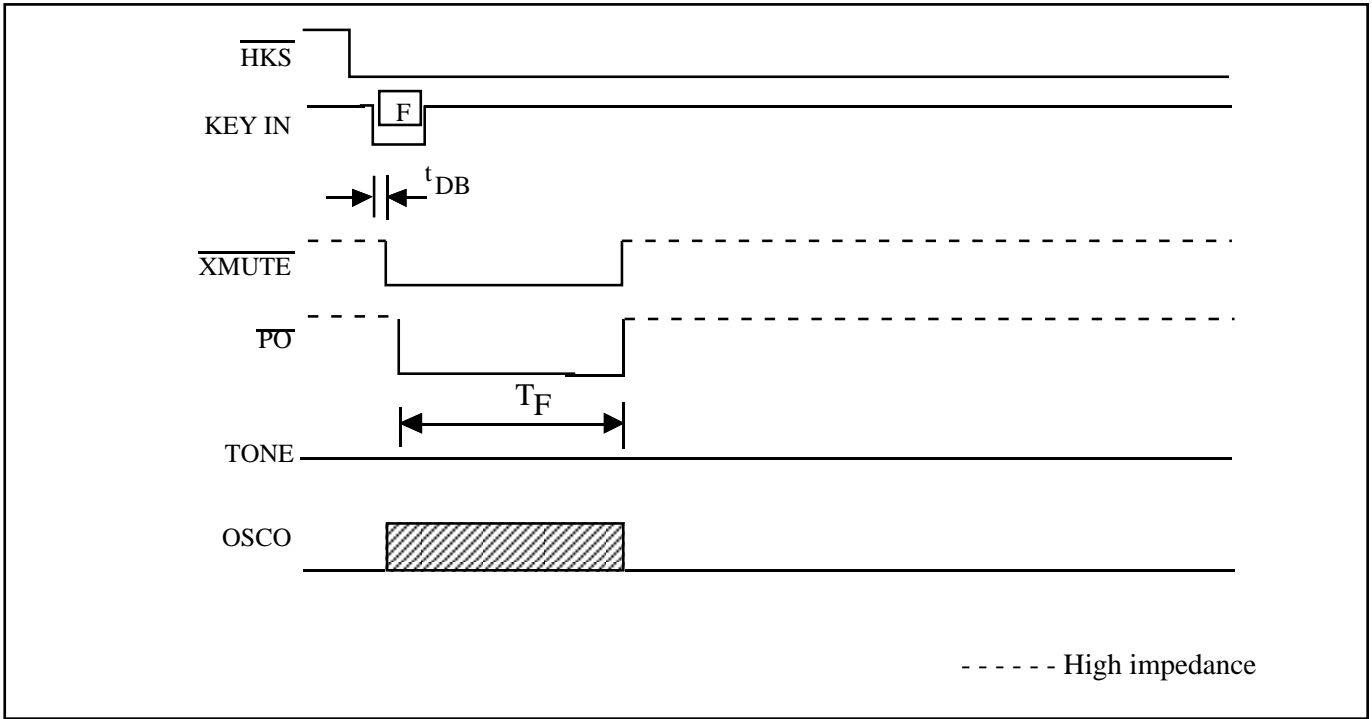 HKS
KEY IN
F
tDB
XMUTE
PO
TF
TONE
OSCO
- - - - - - High impedance